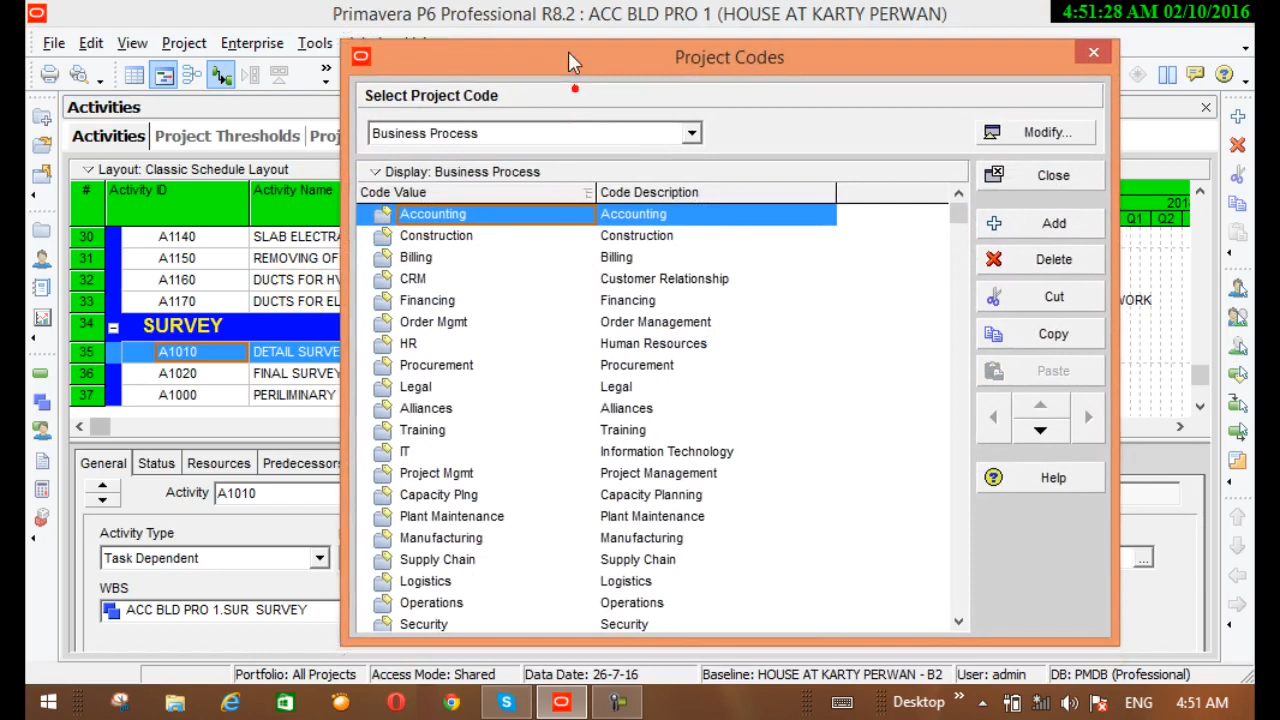 Primavera P6 Professional R8.2 : ACC BLD PRO 1 (HOUSE AT KARTY PERWAN)
4:51:28 AM 02/10/2016
File Edit View Project Enterprise Tools
Project Codes
Activities
Select Project Code
Activities Project Thresholds
Business Process
Modify...
Layout: Classic Schedule Layout
Display: Business Process
Close
# Activity ID Activity Name
Code Value Code Description
Q1 Q2
Accounting Accounting
Add
30 A1140 SLAB ELECTRA
Construction Construction
31 A1150 REMOVING OF
Billing Billing
Delete
32 A1160 DUCTS FOR HV
CRM Customer Relationship
33 A1170 DUCTS FOR EL
Financing Financing
Cut
WORK
34 SURVEY
Order Mgmt Order Management
Copy
35 A1010 DETAIL SURVE
HR Human Resources
36 A1020 FINAL SURVEY
Procurement Procurement
Paste
37 A1000 PERILIMINARY
Legal Legal
Alliances Alliances
Training Training
IT Information Technology
General Status Resources Predecessors
Project Mgmt Project Management
Help
Activity A1010
Capacity Plng Capacity Planning
Plant Maintenance Plant Maintenance
Activity Type
Manufacturing Manufacturing
Task Dependent
Supply Chain Supply Chain
...
WBS
Logistics Logistics
ACC BLD PRO 1.SUR SURVEY
Operations Operations
Security Security
Portfolio: All Projects Access Mode: Shared Data Date: 26-7-16 Baseline: HOUSE AT KARTY PERWAN - B2 User: admin DB: PMDB (Professional)
Desktop ENG 4:51 AM